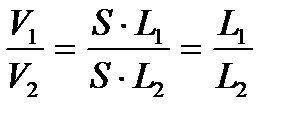 V₁/V₂ = S · L₁/S · L₂ = L₁/L₂